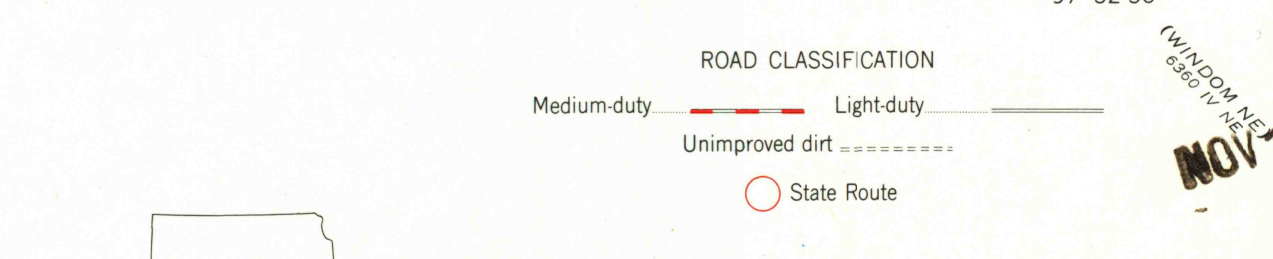 ROAD CLASSIFICATION
Medium-duty Light-duty
Unimproved dirt
State Route
(WINDOM NE)
6360 IV NE
NOV